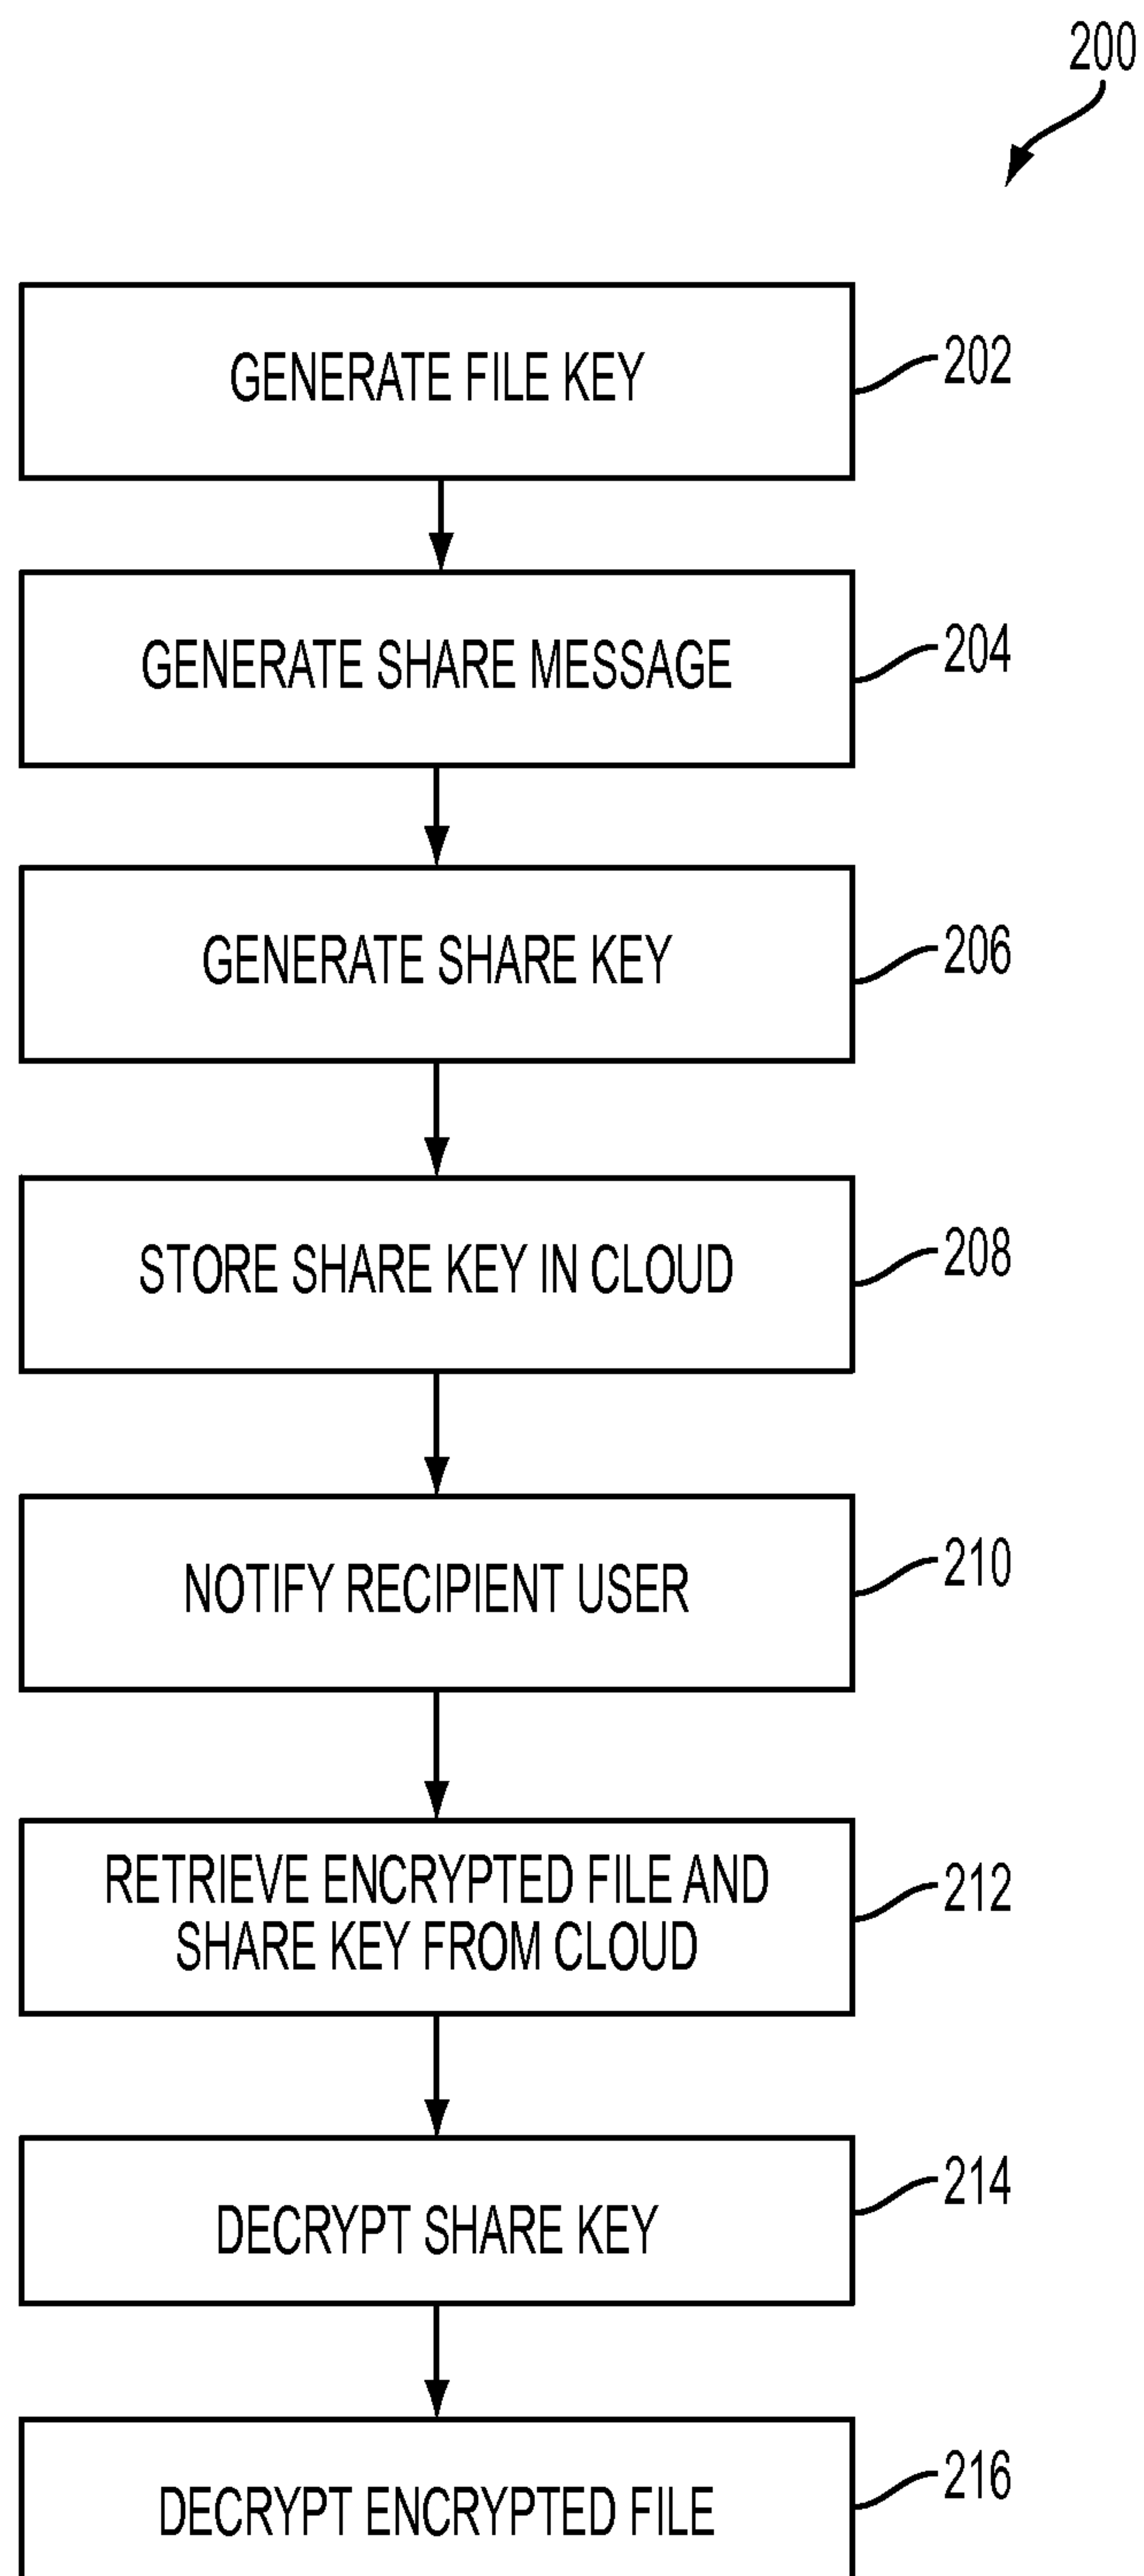 200
GENERATE FILE KEY
202
GENERATE SHARE MESSAGE
204
GENERATE SHARE KEY
206
STORE SHARE KEY IN CLOUD
208
NOTIFY RECIPIENT USER
210
RETRIEVE ENCRYPTED FILE AND
SHARE KEY FROM CLOUD
212
DECRYPT SHARE KEY
214
DECRYPT ENCRYPTED FILE
216